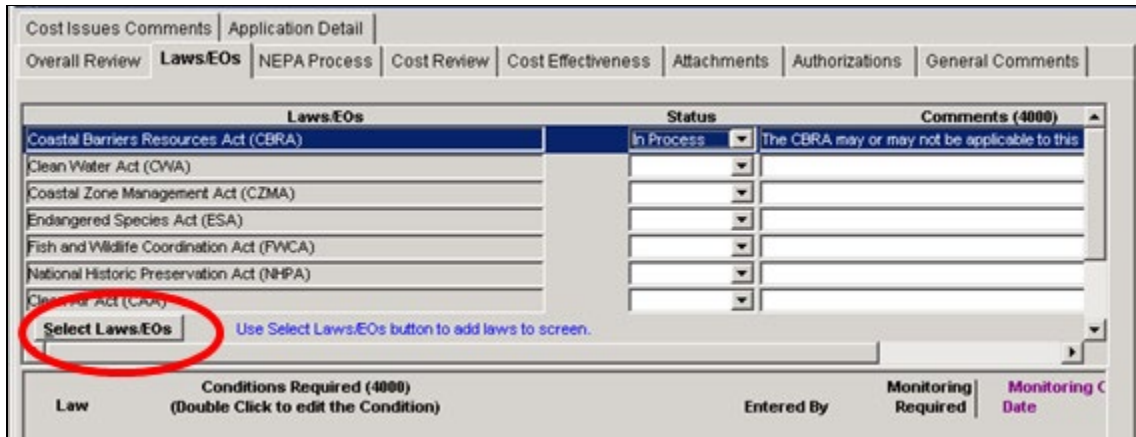 Cost Issues Comments Application Detail
Overall Review Laws/EOs NEPA Process Cost Review Cost Effectiveness Attachments Authorizations General Comments
Laws/EOs Status Comments (4000)
Coastal Barriers Resources Act (CBRA) In Process The CBRA may or may not be applicable to this
Clean Water Act (CWA)
Coastal Zone Management Act (CZMA)
Endangered Species Act (ESA)
Fish and Wildlife Coordination Act (FWCA)
National Historic Preservation Act (NHPA)
Clean Air Act (CAA)
Select Laws/EOs Use Select Laws/EOs button to add laws to screen.
Conditions Required (4000) Monitoring Monitoring C
Law (Double Click to edit the Condition) Entered By Required Date